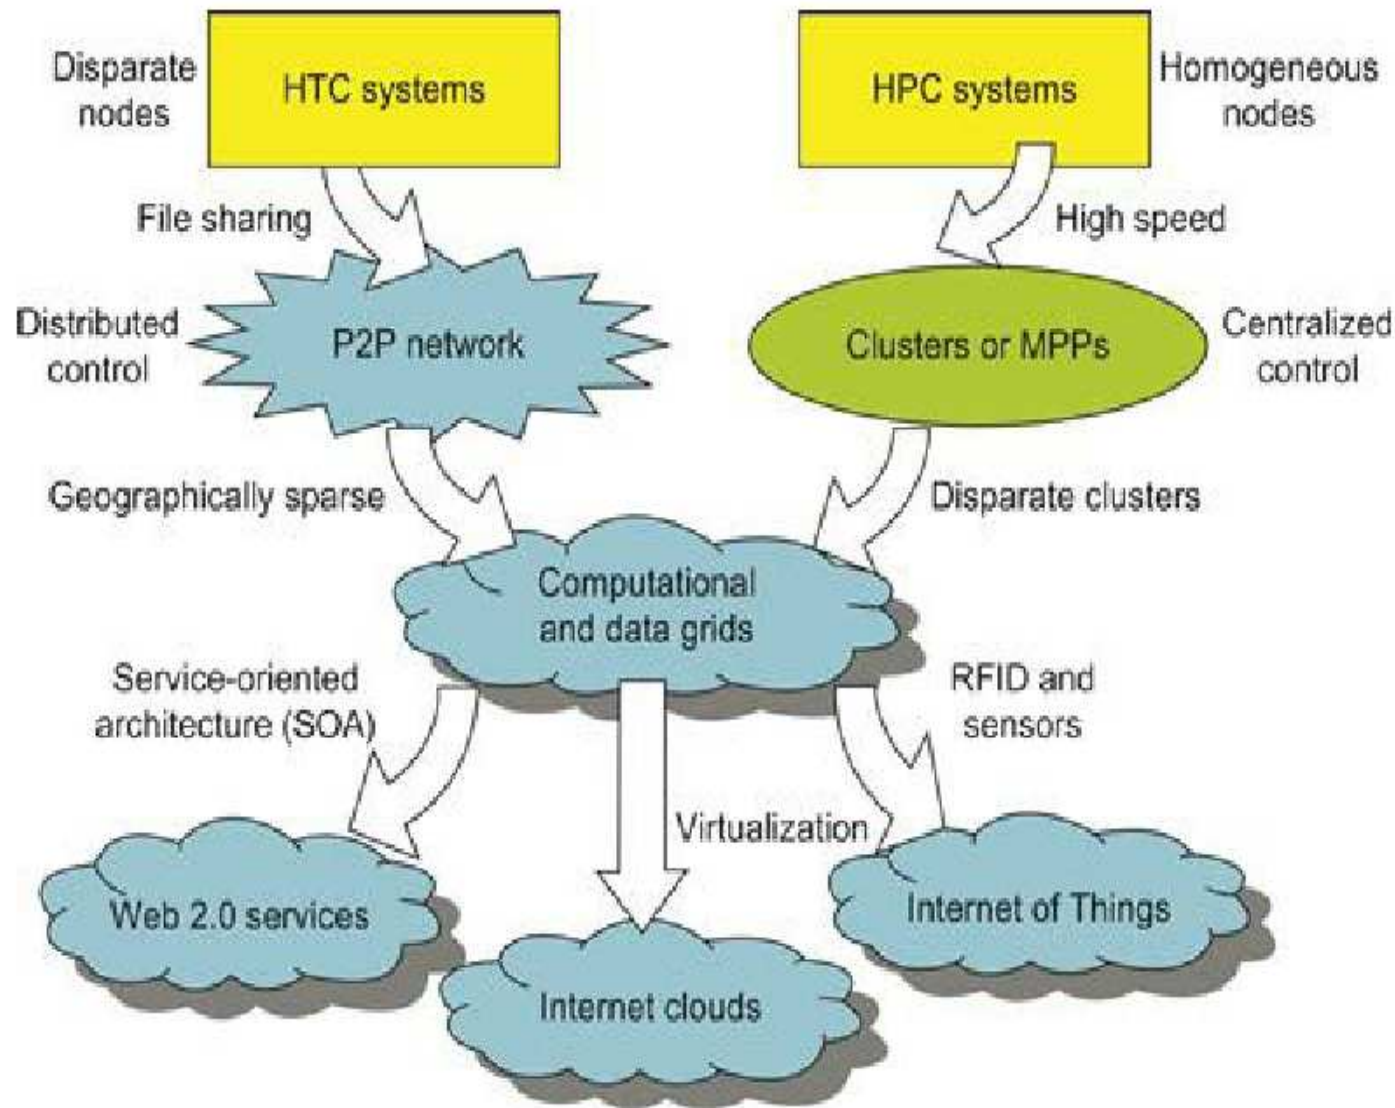 Disparate
nodes
HTC systems
HPC systems
Homogeneous
nodes
File sharing
High speed
Distributed
control
P2P network
Clusters or MPPs
Centralized
control
Geographically sparse
Disparate clusters
Computational
and data grids
Service-oriented
architecture (SOA)
RFID and
sensors
Virtualization
Web 2.0 services
Internet of Things
Internet clouds